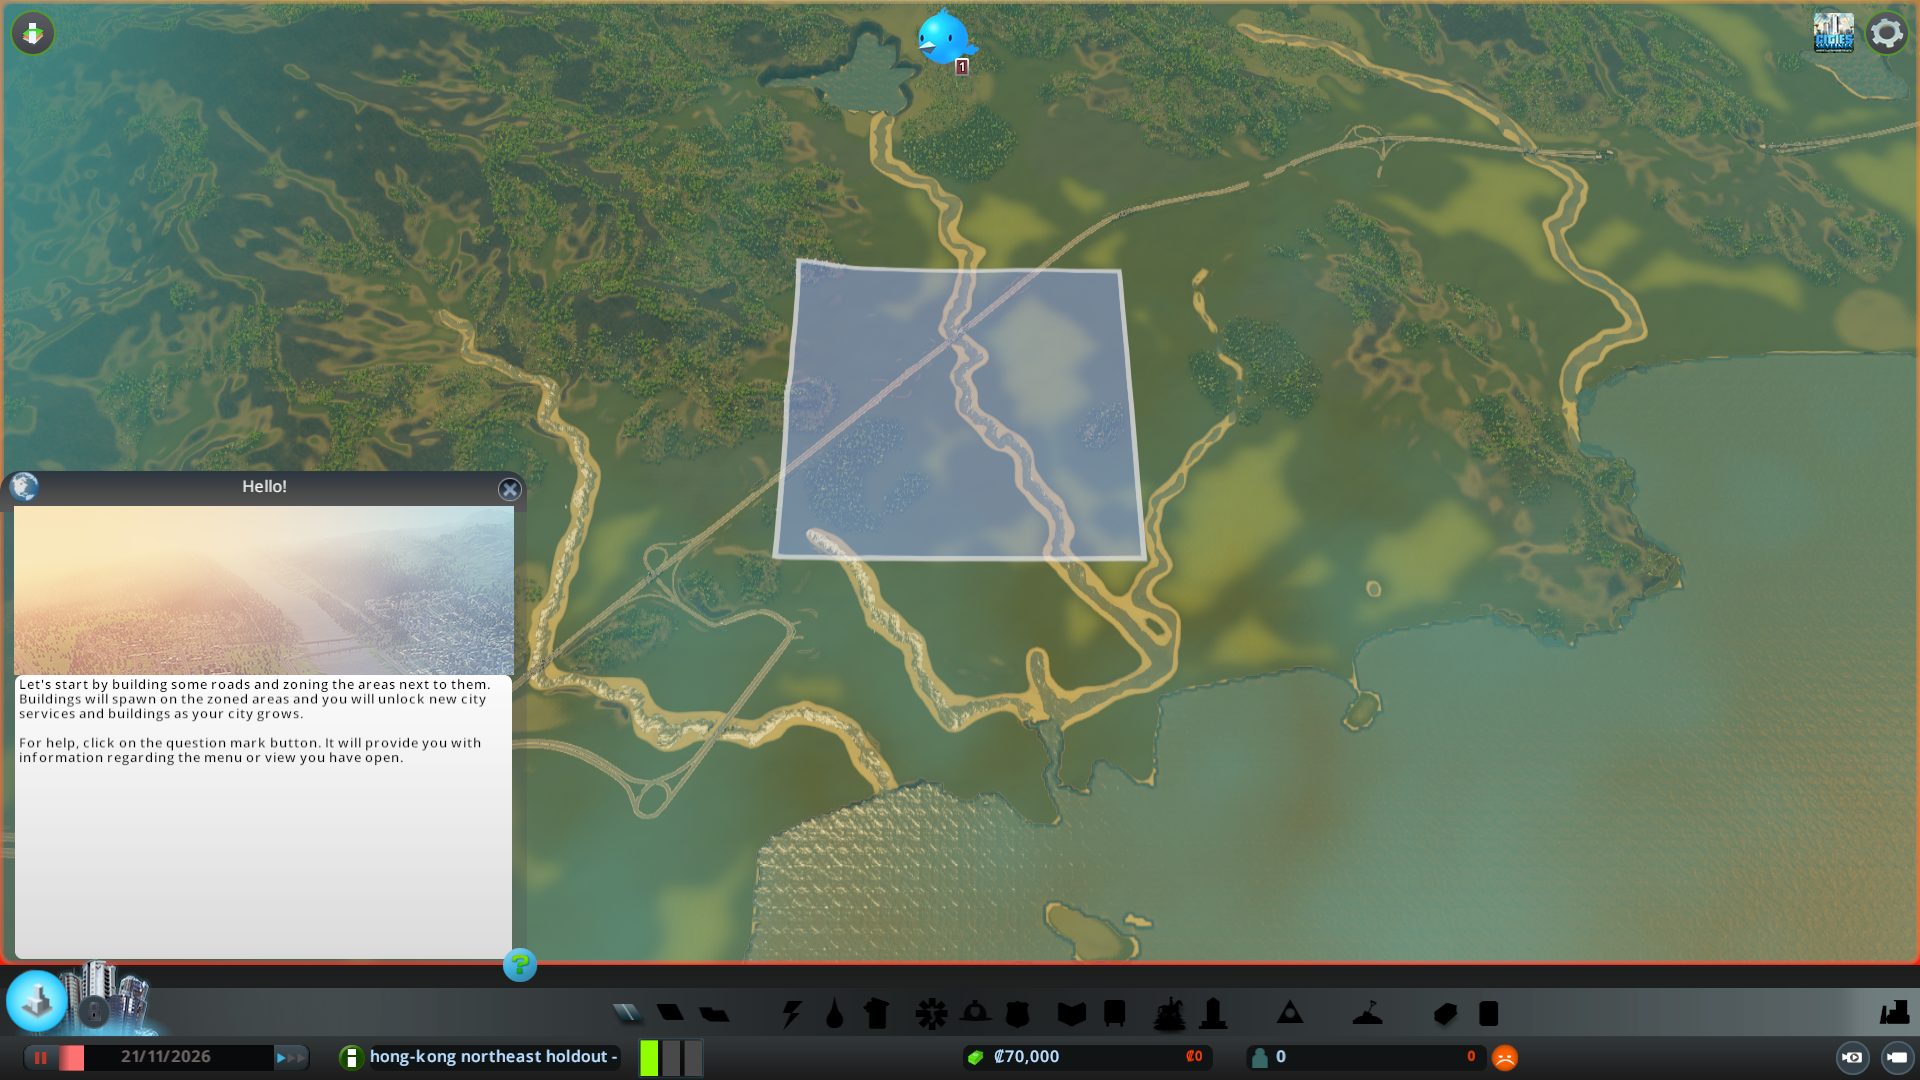 1
CITIES
SKYLINES
Hello!
Let's start by building some roads and zoning the areas next to them.
Buildings will spawn on the zoned areas and you will unlock new city
services and buildings as your city grows.
For help, click on the question mark button. It will provide you with
information regarding the menu or view you have open.
?
21/11/2026
hong-kong northeast holdout -
₡70,000
₡0
0
0